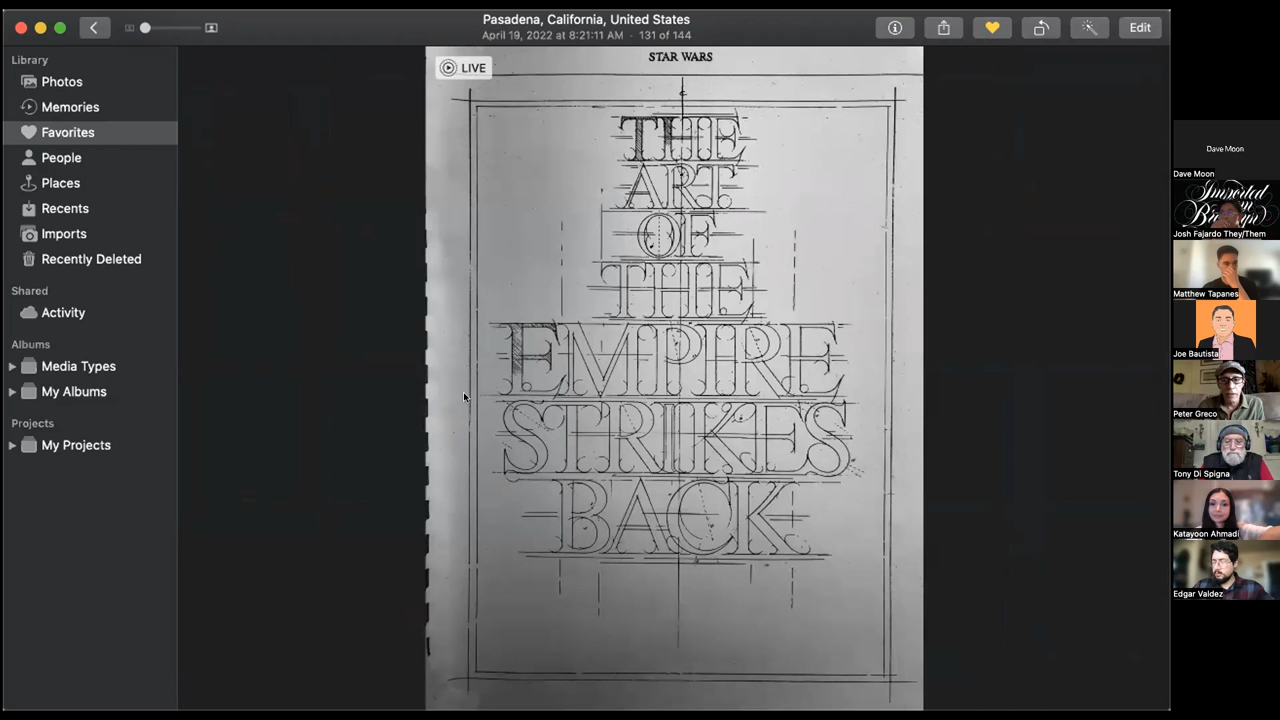 Pasadena, California, United States
April 19, 2022 at 8:21:11 AM · 131 of 144
Edit
Library
Photos
Memories
Favorites
People
Places
Recents
Imports
Recently Deleted
Shared
Activity
Albums
Media Types
My Albums
Projects
My Projects
LIVE
STAR WARS
THE
ART
OF
THE
EMPIRE
STRIKES
BACK
Dave Moon
Dave Moon
Imported
in
Brooklyn
Josh Fajardo They/Them
Matthew Tapanes
Joe Bautista
Peter Greco
Tony Di Spigna
Katayoon Ahmadi
Edgar Valdez